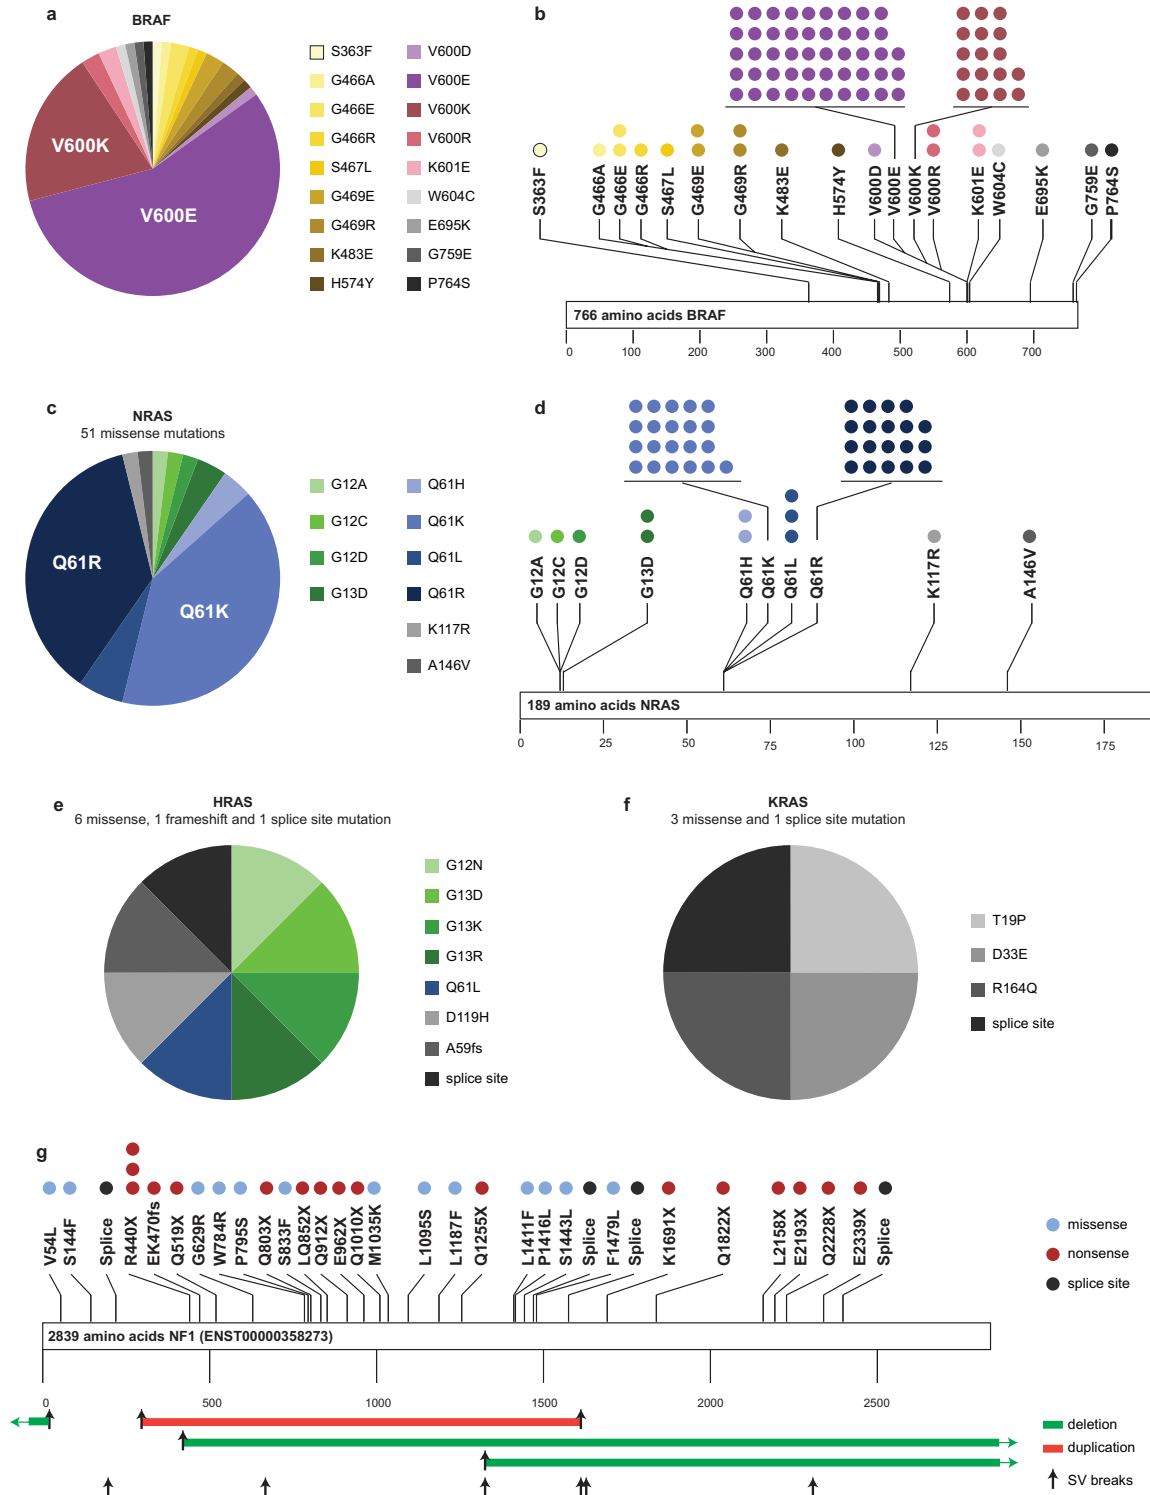 a
BRAF
V600K
V600E
S363F
G466A
G466E
G466R
S467L
G469E
G469R
K483E
H574Y
V600D
V600E
V600K
V600R
K601E
W604C
E695K
G759E
P764S
b
S363F
G466A
G466E
G466R
S467L
G469E
G469R
K483E
H574Y
V600D
V600E
V600K
V600R
K601E
W604C
E695K
G759E
P764S
766 amino acids BRAF
0 100 200 300 400 500 600 700
c
NRAS
51 missense mutations
Q61R
Q61K
G12A
G12C
G12D
G13D
Q61H
Q61K
Q61L
Q61R
K117R
A146V
d
G12A
G12C
G12D
G13D
Q61H
Q61K
Q61L
Q61R
K117R
A146V
189 amino acids NRAS
0 25 50 75 100 125 150 175
e
HRAS
6 missense, 1 frameshift and 1 splice site mutation
G12N
G13D
G13K
G13R
Q61L
D119H
A59fs
splice site
f
KRAS
3 missense and 1 splice site mutation
T19P
D33E
R164Q
splice site
g
V54L
S144F
Splice
R440X
EK470fs
Q519X
G629R
W784R
P795S
Q803X
S833F
LQ852X
Q912X
E962X
Q1010X
M1035K
L1095S
L1187F
Q1255X
L1411F
P1416L
S1443L
Splice
F1479L
Splice
K1691X
Q1822X
L2158X
E2193X
Q2228X
E2339X
Splice
missense
nonsense
splice site
2839 amino acids NF1 (ENST00000358273)
0 500 1000 1500 2000 2500
deletion
duplication
SV breaks